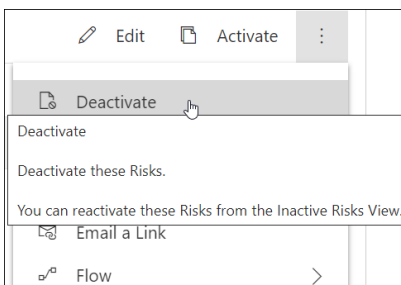 Edit
Activate
Deactivate
Deactivate
Deactivate these Risks.
You can reactivate these Risks from the Inactive Risks View.
Email a Link
Flow